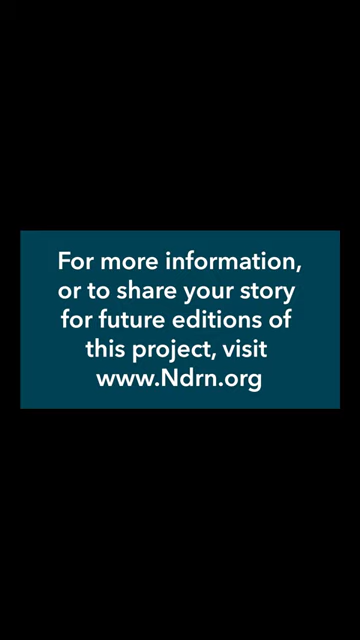 For more information,
or to share your story
for future editions of
this project, visit
www.Ndrn.org